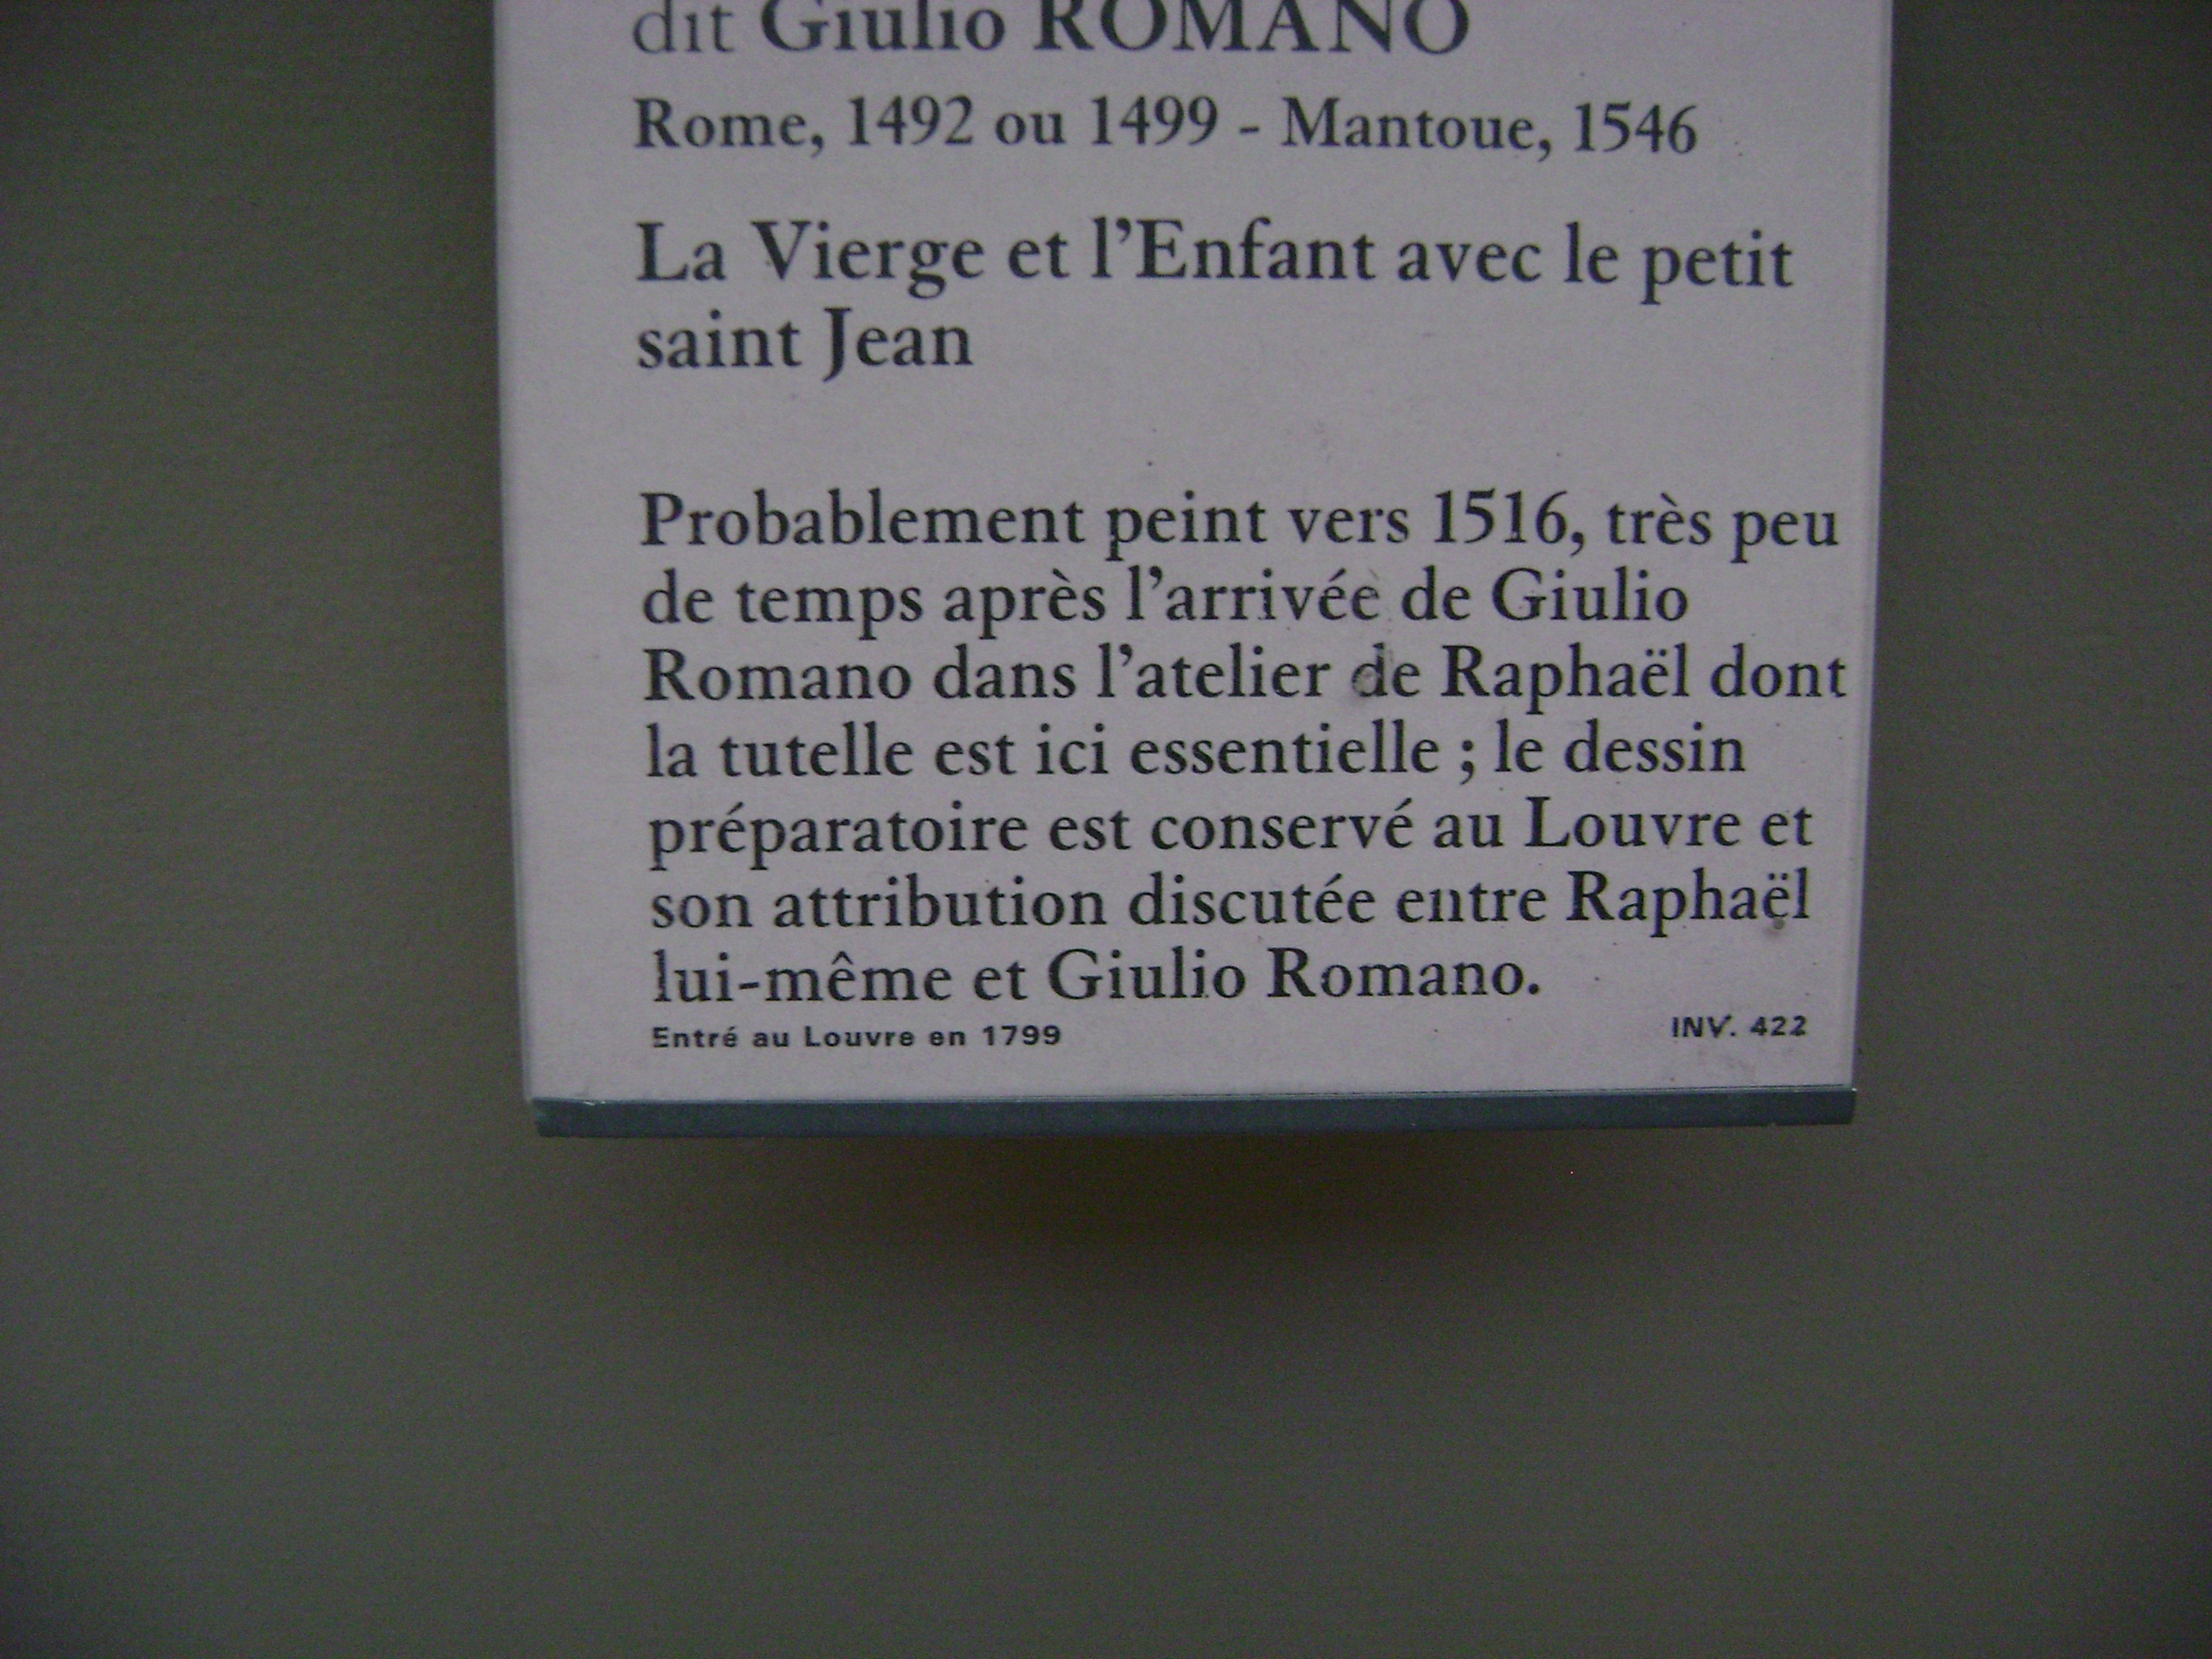 dit Giulio ROMANO
Rome, 1492 ou 1499 - Mantoue, 1546
La Vierge et l'Enfant avec le petit
saint Jean
Probablement peint vers 1516, très peu
de temps après l'arrivée de Giulio
Romano dans l'atelier de Raphaël dont
la tutelle est ici essentielle ; le dessin
préparatoire est conservé au Louvre et
son attribution discutée entre Raphaël
lui-même et Giulio Romano.
Entré au Louvre en 1799
INV. 422